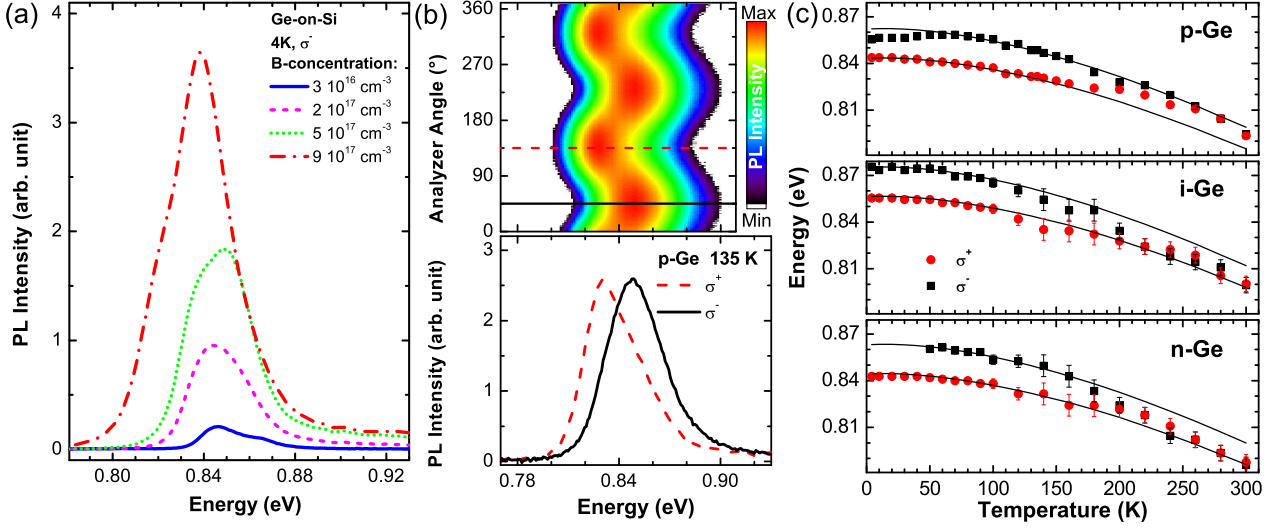 (a)
Ge-on-Si
4K, σ⁻
B-concentration:
3 10¹⁶ cm⁻³
2 10¹⁷ cm⁻³
5 10¹⁷ cm⁻³
9 10¹⁷ cm⁻³
PL Intensity (arb. unit)
4
3
2
1
0
0.80 0.84 0.88 0.92
Energy (eV)
(b)
Analyzer Angle (°)
360
270
180
90
0
Max
PL Intensity
Min
PL Intensity (arb. unit)
3
2
1
0
p-Ge 135 K
σ⁺
σ⁻
0.78 0.84 0.90
Energy (eV)
(c)
Energy (eV)
0.87
0.84
0.81
p-Ge
0.87
0.84
0.81
i-Ge
σ⁺
σ⁻
0.87
0.84
0.81
n-Ge
0 50 100 150 200 250 300
Temperature (K)